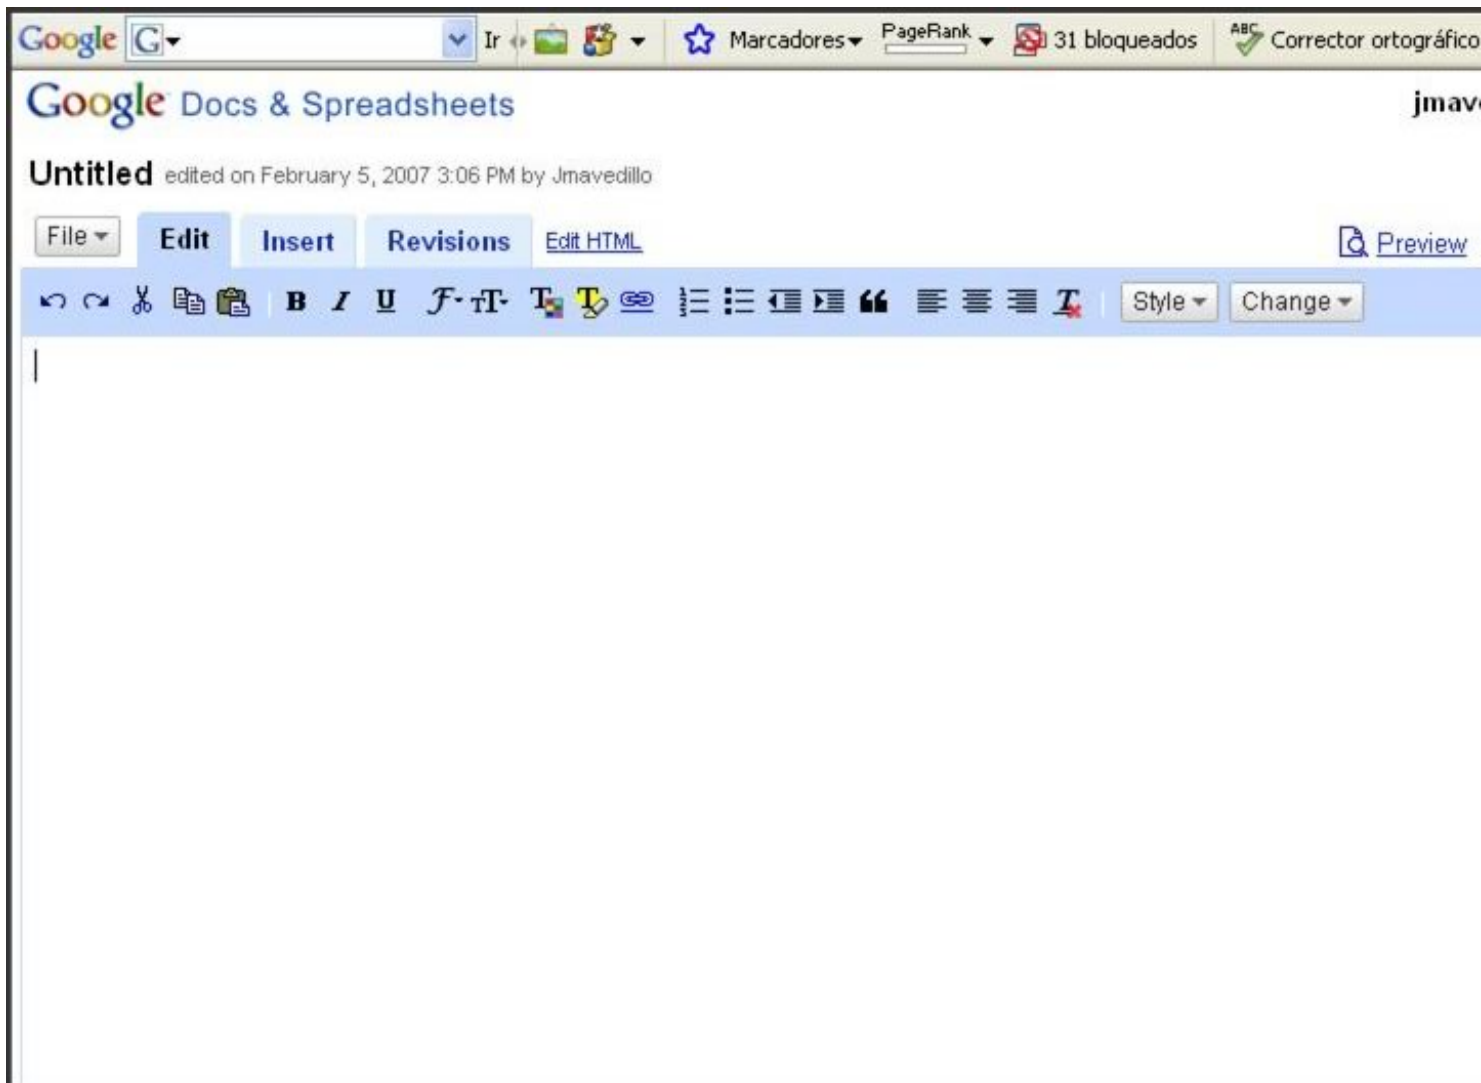 Google G Ir Marcadores PageRank 31 bloqueados ABC Corrector ortográfico
Google Docs & Spreadsheets
Untitled edited on February 5, 2007 3:06 PM by Jmavedillo
File Edit Insert Revisions Edit HTML Preview
B I U F TT T T T Style Change